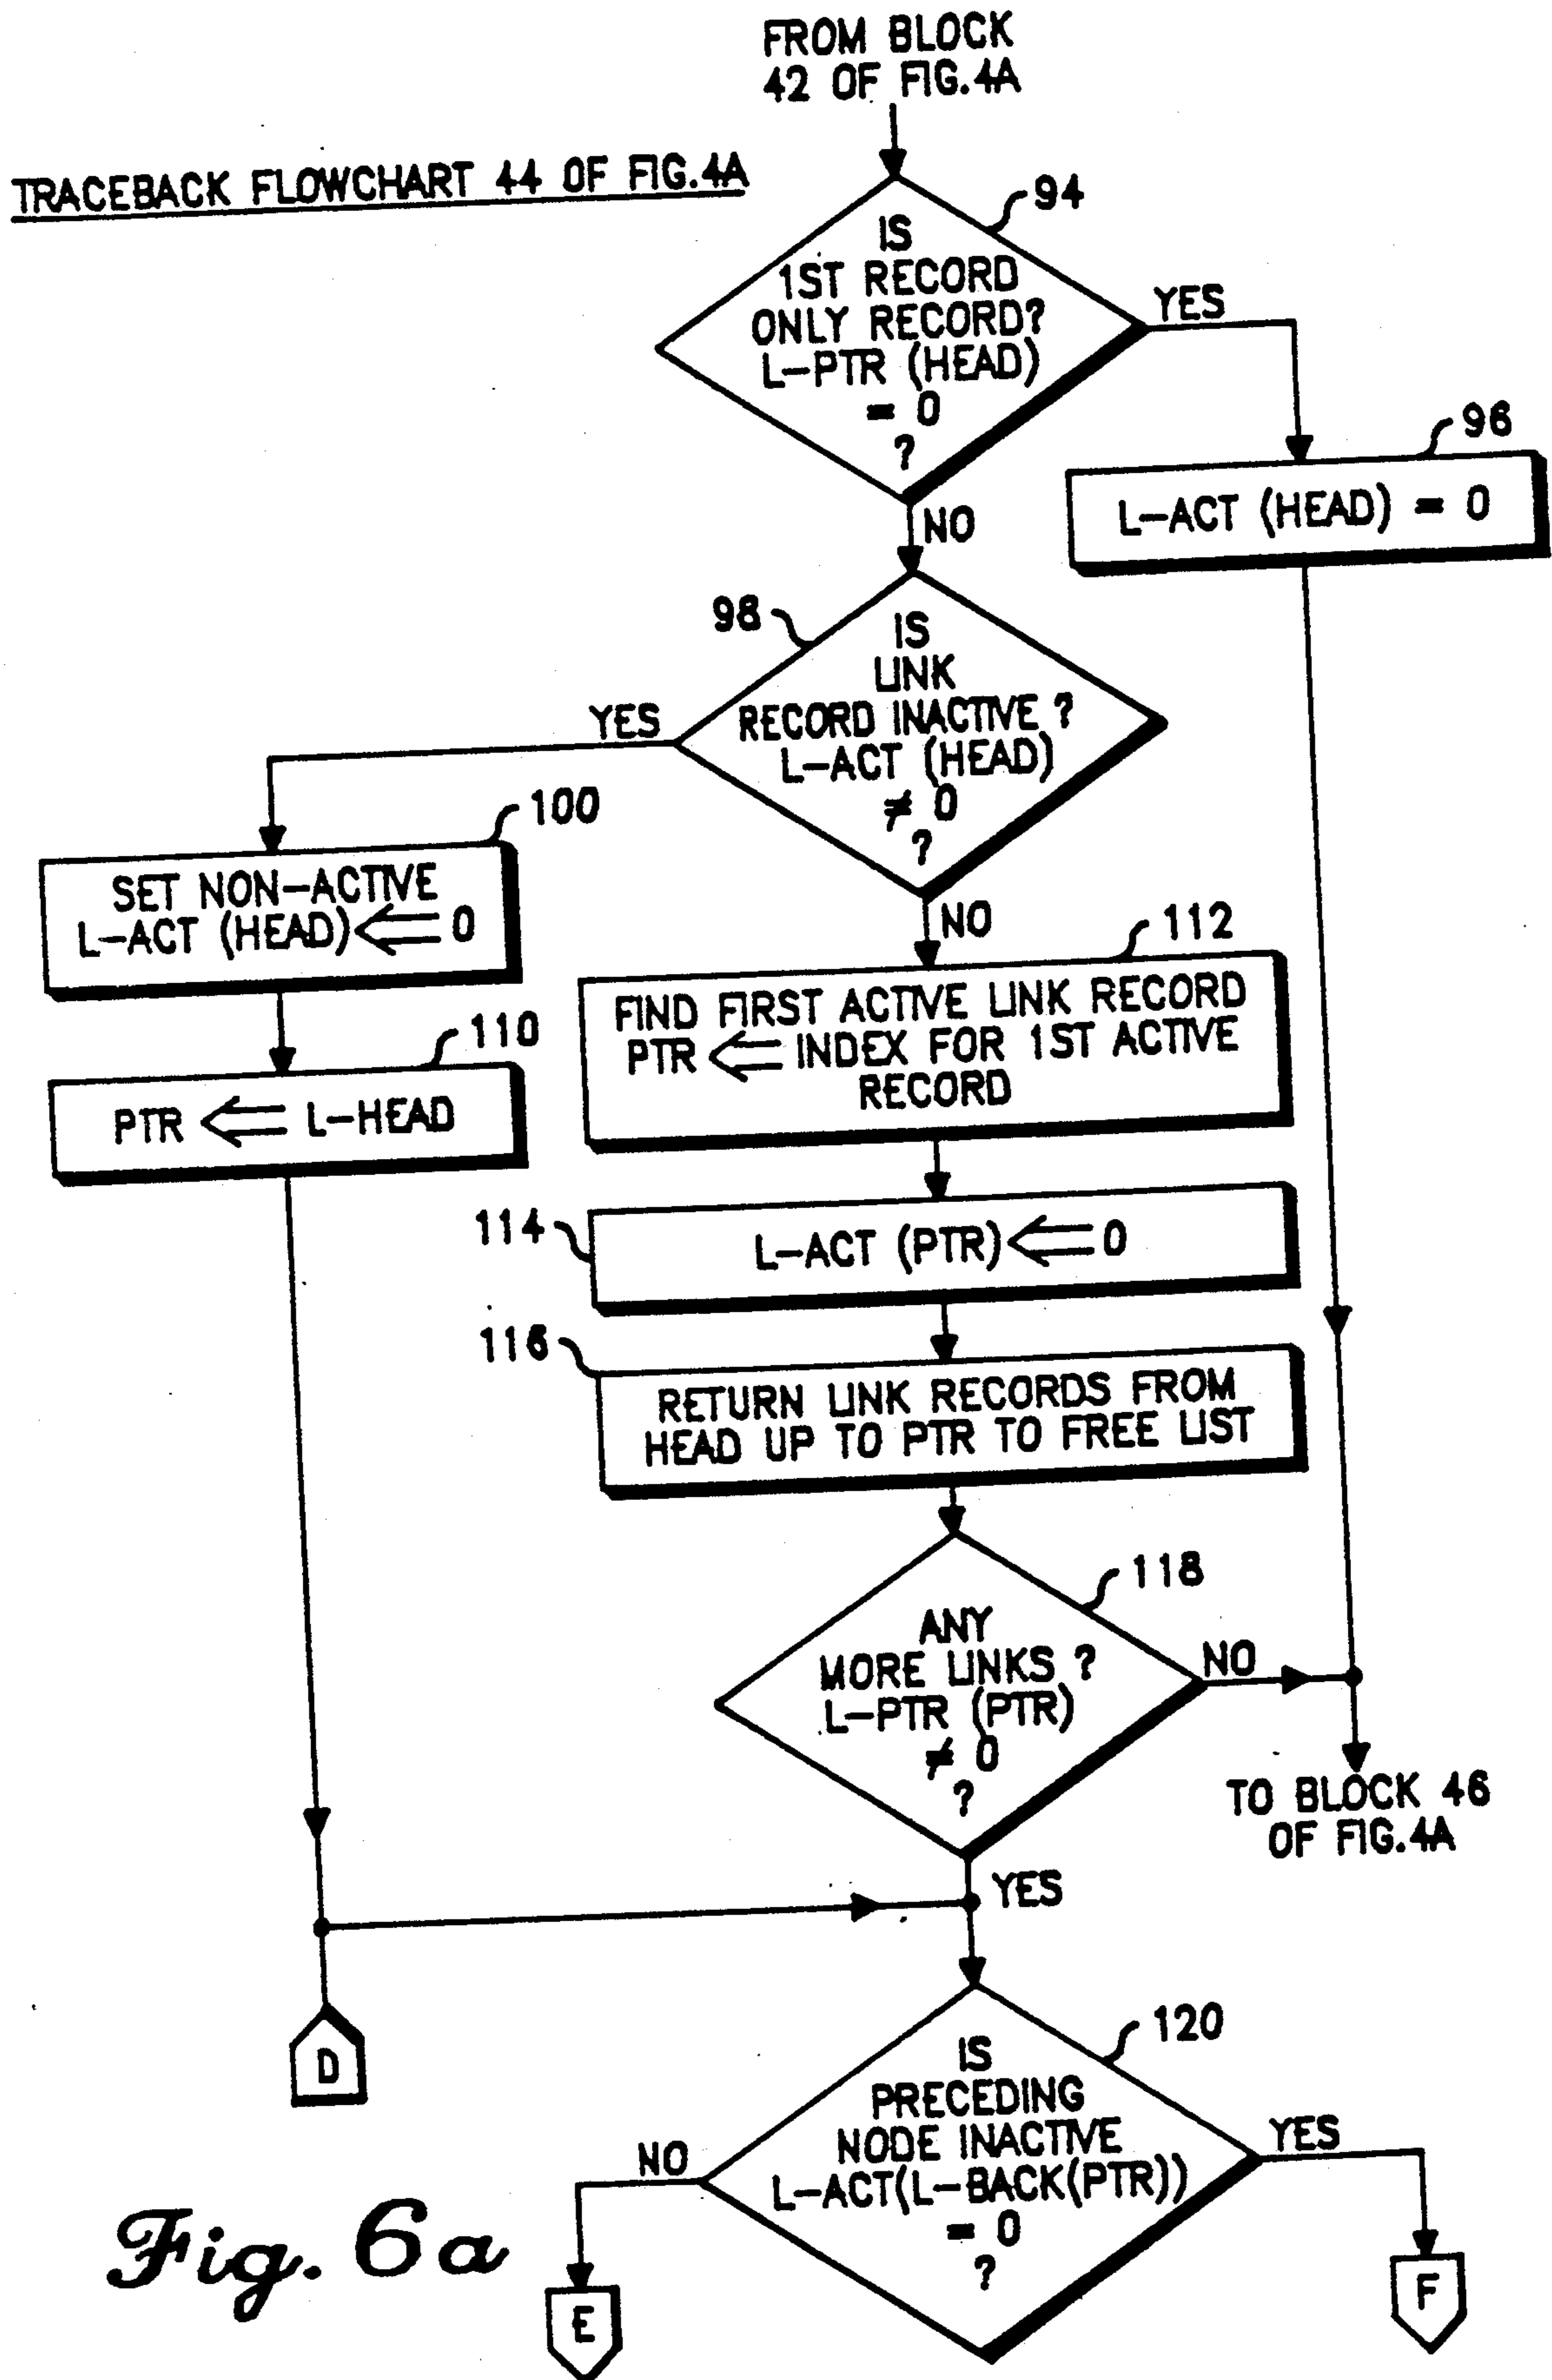 FROM BLOCK
42 OF FIG.4A
TRACEBACK FLOWCHART 44 OF FIG.4A
94
IS
1ST RECORD
ONLY RECORD?
L-PTR (HEAD)
= 0
?
YES
96
L-ACT (HEAD) = 0
NO
98
IS
LINK
RECORD INACTIVE ?
L-ACT (HEAD)
≠ 0
?
YES
100
SET NON-ACTIVE
L-ACT (HEAD) ⇐ 0
NO
112
FIND FIRST ACTIVE LINK RECORD
PTR ⇐ INDEX FOR 1ST ACTIVE
RECORD
110
PTR ⇐ L-HEAD
114
L-ACT (PTR) ⇐ 0
116
RETURN LINK RECORDS FROM
HEAD UP TO PTR TO FREE LIST
118
ANY
MORE LINKS ?
L-PTR (PTR)
≠ 0
?
NO
TO BLOCK 46
OF FIG.4A
YES
D
120
IS
PRECEDING
NODE INACTIVE
L-ACT(L-BACK(PTR))
= 0
?
NO
YES
E
F
Fig. 6a